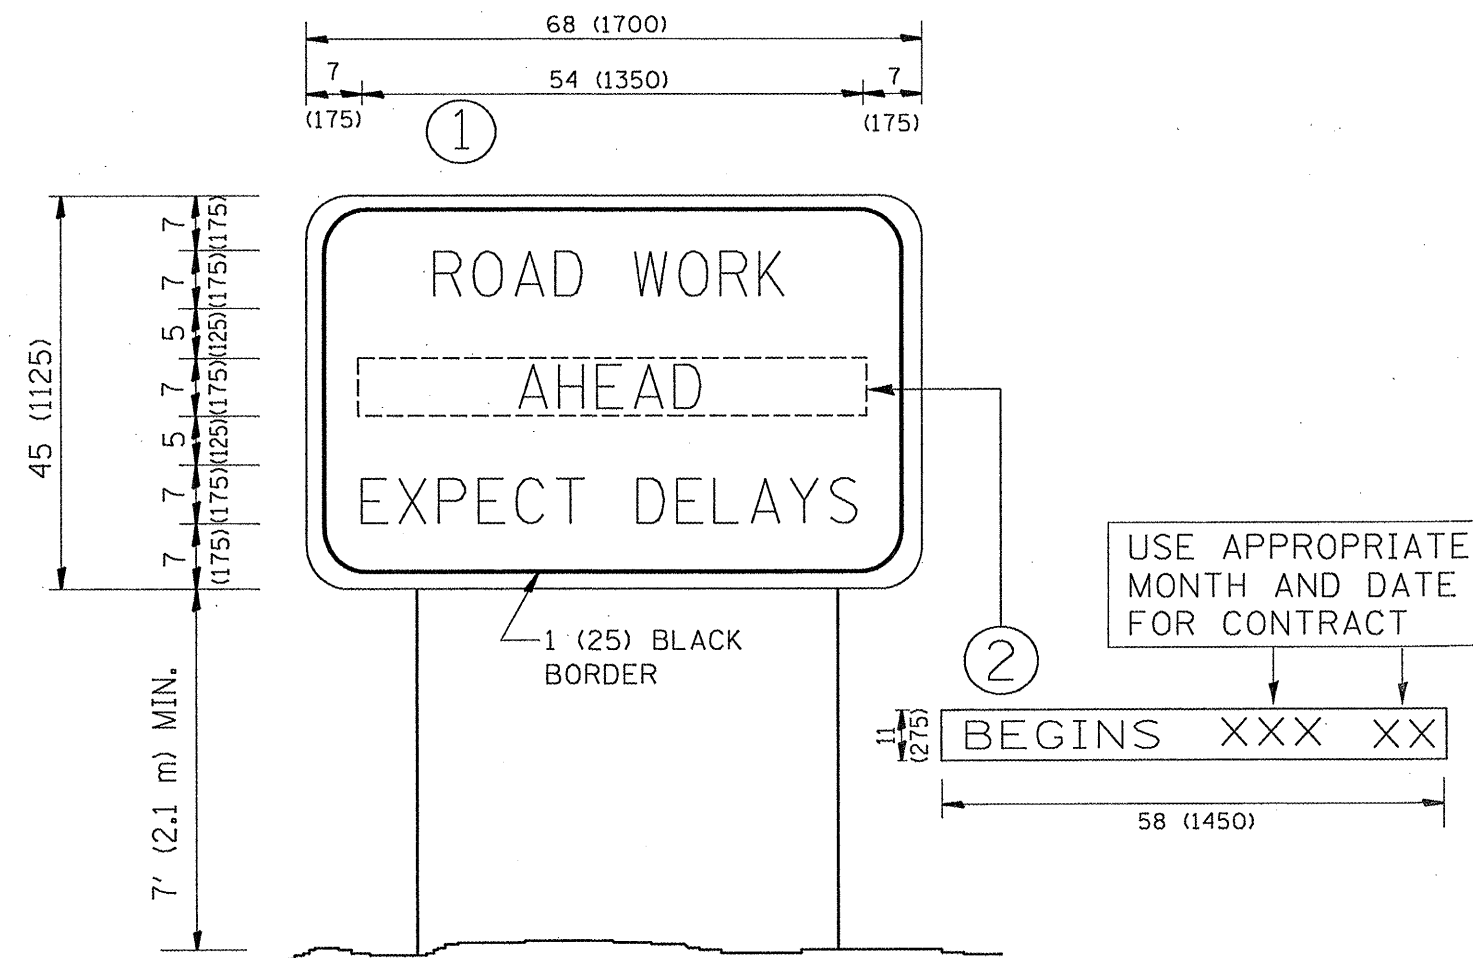 68 (1700)
7
54 (1350)
7
(175)
(175)
1
45 (1125)
7 (175)
7 (175)
5 (125)
7 (175)
5 (125)
7 (175)
7 (175)
ROAD WORK
AHEAD
EXPECT DELAYS
1 (25) BLACK
BORDER
7' (2.1 m) MIN.
2
USE APPROPRIATE
MONTH AND DATE
FOR CONTRACT
11
(275)
BEGINS XXX XX
58 (1450)